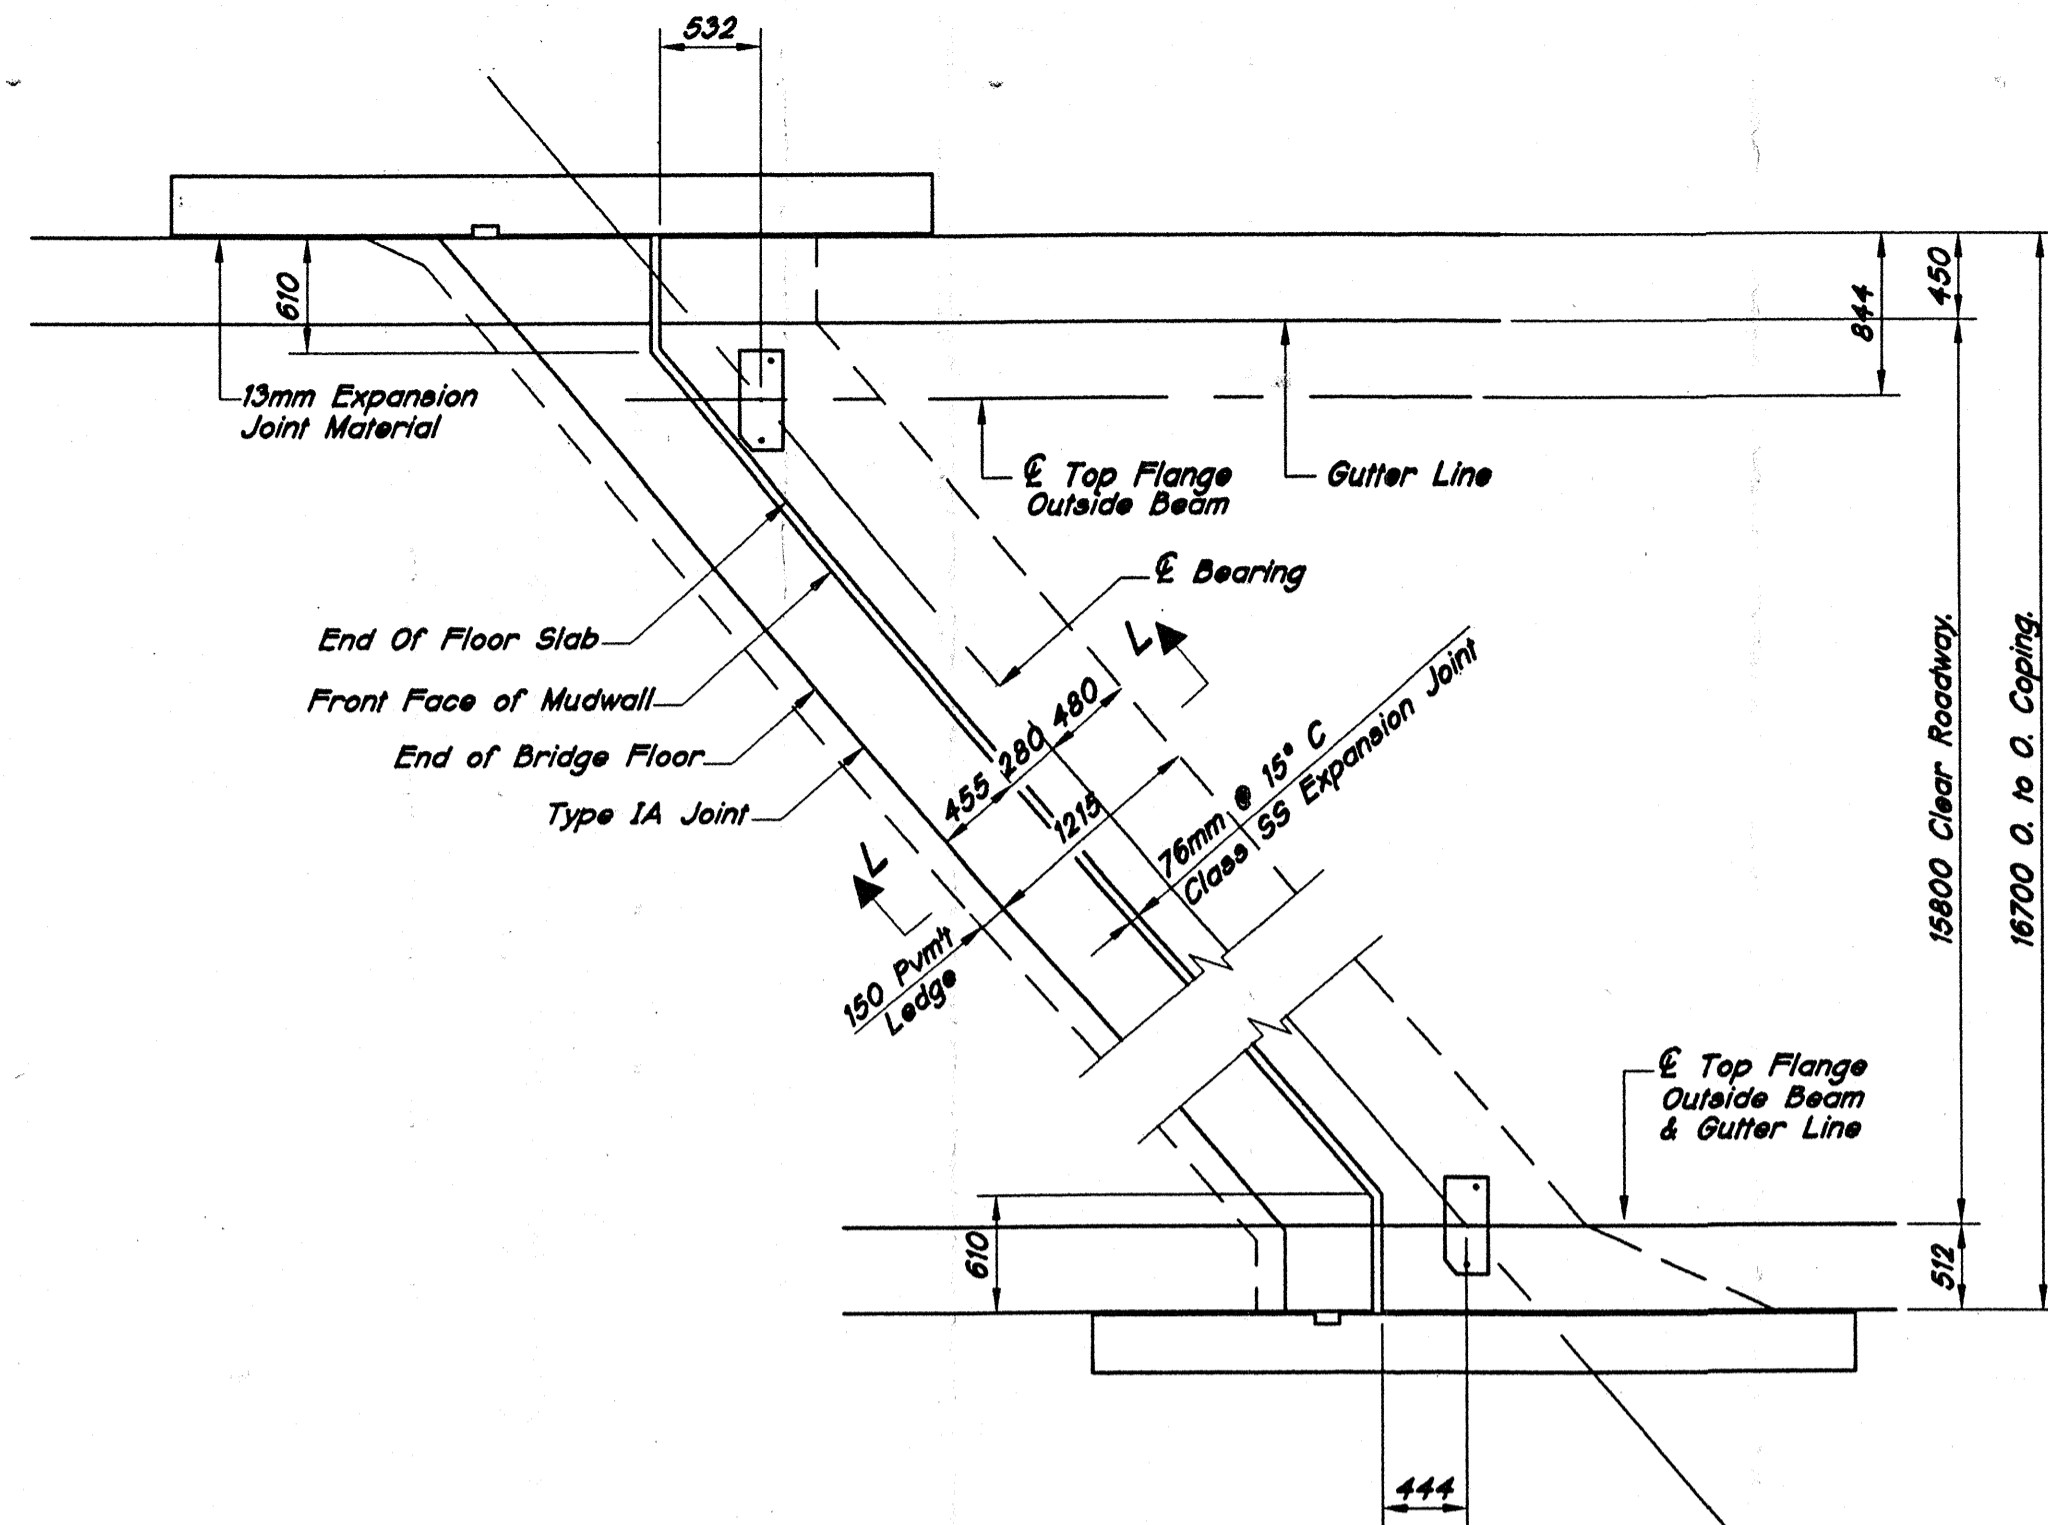 532
610
13mm Expansion
Joint Material
450
844
℄ Top Flange
Outside Beam
Gutter Line
℄ Bearing
End Of Floor Slab
Front Face of Mudwall
End of Bridge Floor
Type IA Joint
L
455 280 480
1215
76mm @ 15° C
Class SS Expansion Joint
L
150 Pvm't
Ledge
15800 Clear Roadway.
16700 O. to O. Coping.
℄ Top Flange
Outside Beam
& Gutter Line
610
512
444